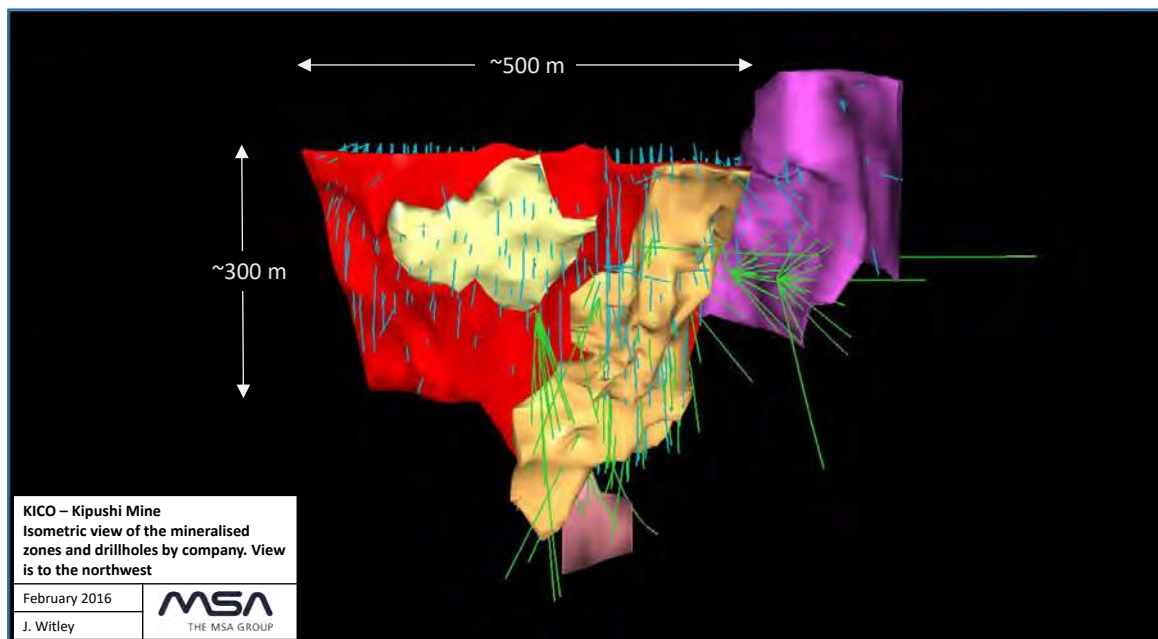 ~500 m
~300 m
KICO – Kipushi Mine
Isometric view of the mineralised
zones and drillholes by company. View
is to the northwest
February 2016
J. Witley
MSA
THE MSA GROUP